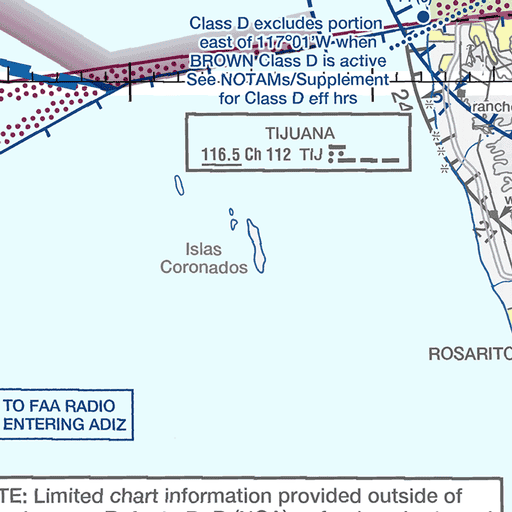 Class D excludes portion
east of 117°01'W when
BROWN Class D is active
See NOTAMs/Supplement
for Class D eff hrs
24
5
ranch
TIJUANA
116.5 Ch 112 TIJ
Islas
Coronados
ROSARITO
TO FAA RADIO
ENTERING ADIZ
TE: Limited chart information provided outside of